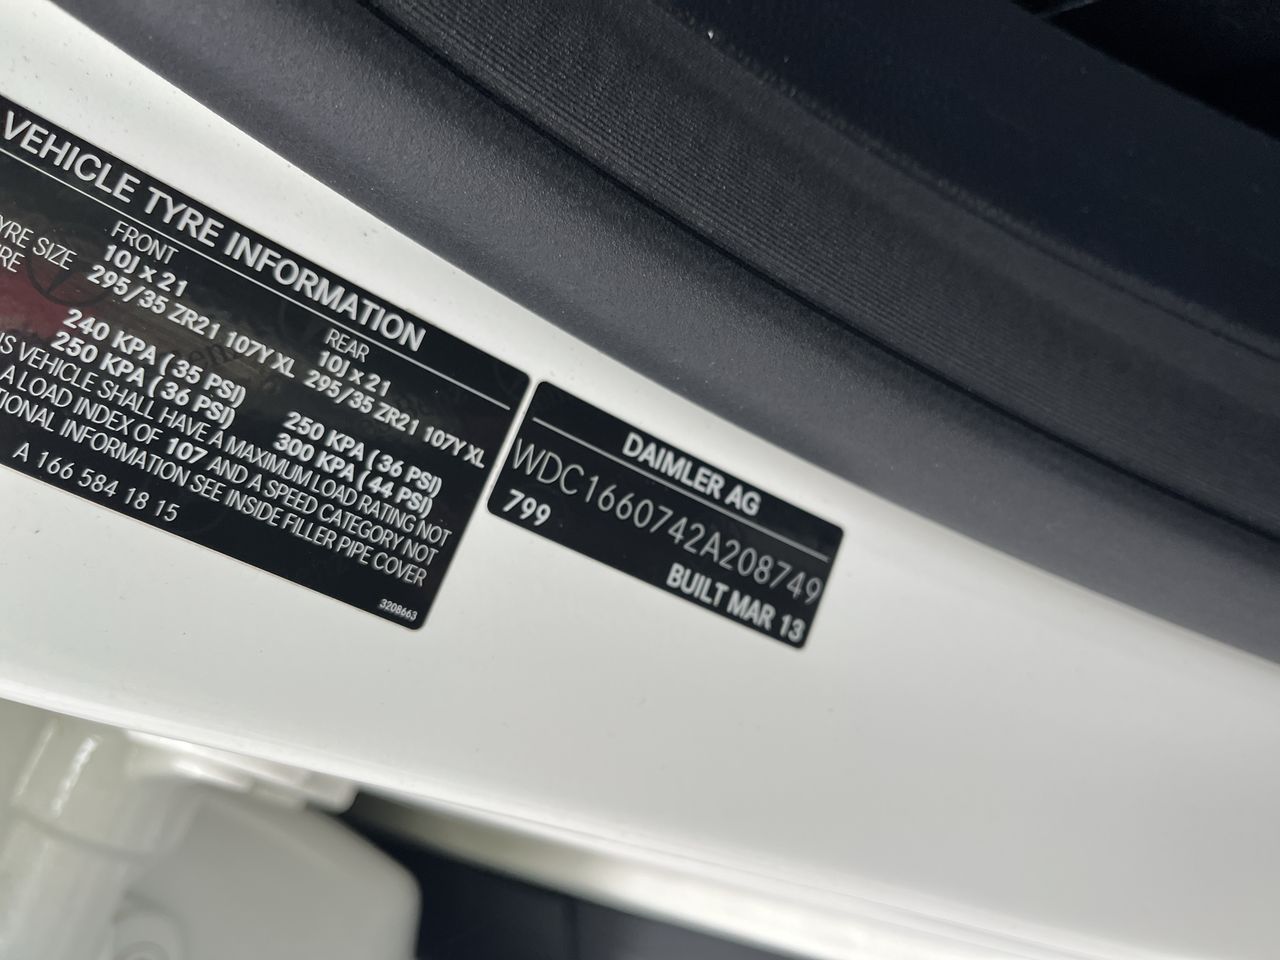 VEHICLE TYRE INFORMATION
FRONT REAR
SIZE 10J x 21 10J x 21
295/35 ZR21 107Y XL 295/35 ZR21 107Y XL
240 KPA ( 35 PSI) 250 KPA ( 36 PSI)
250 KPA ( 36 PSI) 300 KPA ( 44 PSI)
VEHICLE SHALL HAVE A MAXIMUM LOAD RATING NOT
A LOAD INDEX OF 107 AND A SPEED CATEGORY NOT
INFORMATION SEE INSIDE FILLER PIPE COVER
A 166 584 18 15
3208663
DAIMLER AG
WDC1660742A208749
799
BUILT MAR 13